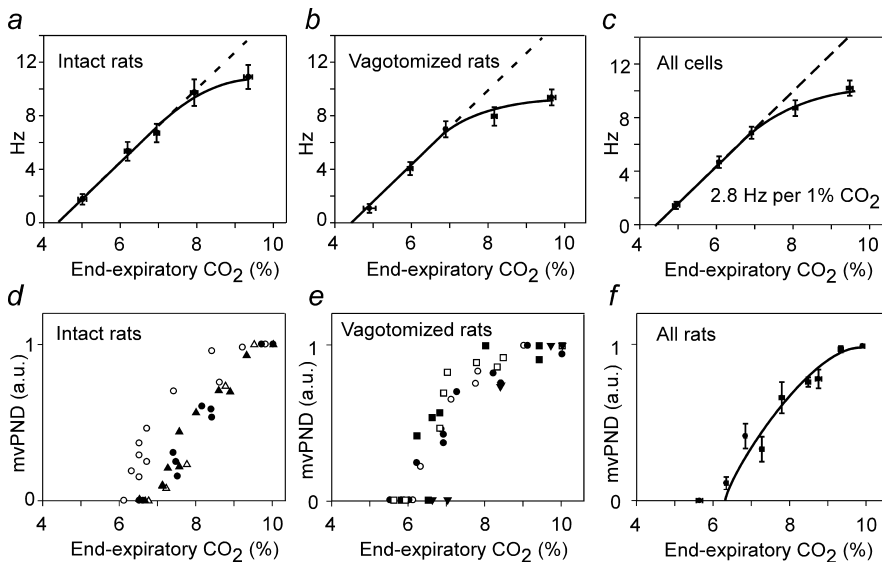 a
Intact rats
Hz
12
8
4
0
4
6
8
10
End-expiratory CO2 (%)
b
Vagotomized rats
Hz
12
8
4
0
4
6
8
10
End-expiratory CO2 (%)
c
All cells
2.8 Hz per 1% CO2
Hz
12
8
4
0
4
6
8
10
End-expiratory CO2 (%)
d
Intact rats
mvPND (a.u.)
1
0
4
6
8
10
End-expiratory CO2 (%)
e
Vagotomized rats
mvPND (a.u.)
1
0
4
6
8
10
End-expiratory CO2 (%)
f
All rats
mvPND (a.u.)
1
0
4
6
8
10
End-expiratory CO2 (%)